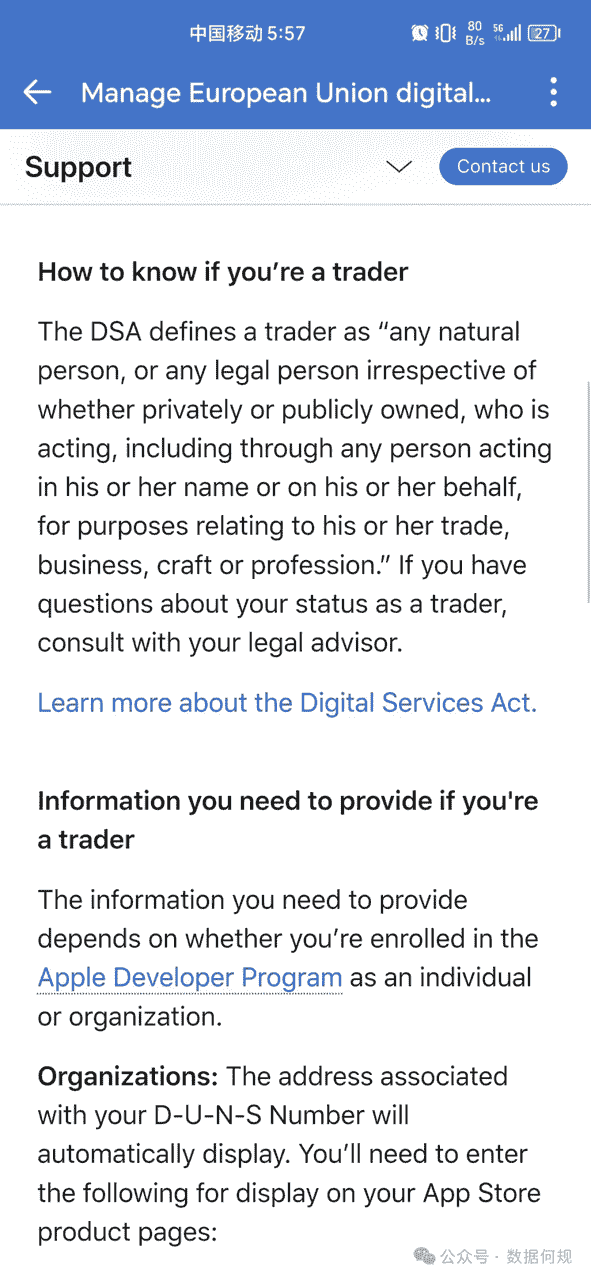 中国移动 5:57
80 B/s 5G 27
Manage European Union digital...
Support
Contact us
How to know if you’re a trader
The DSA defines a trader as “any natural
person, or any legal person irrespective of
whether privately or publicly owned, who is
acting, including through any person acting
in his or her name or on his or her behalf,
for purposes relating to his or her trade,
business, craft or profession.” If you have
questions about your status as a trader,
consult with your legal advisor.
Learn more about the Digital Services Act.
Information you need to provide if you're
a trader
The information you need to provide
depends on whether you’re enrolled in the
Apple Developer Program as an individual
or organization.
Organizations: The address associated
with your D-U-N-S Number will
automatically display. You’ll need to enter
the following for display on your App Store
product pages:
公众号 · 数据何规